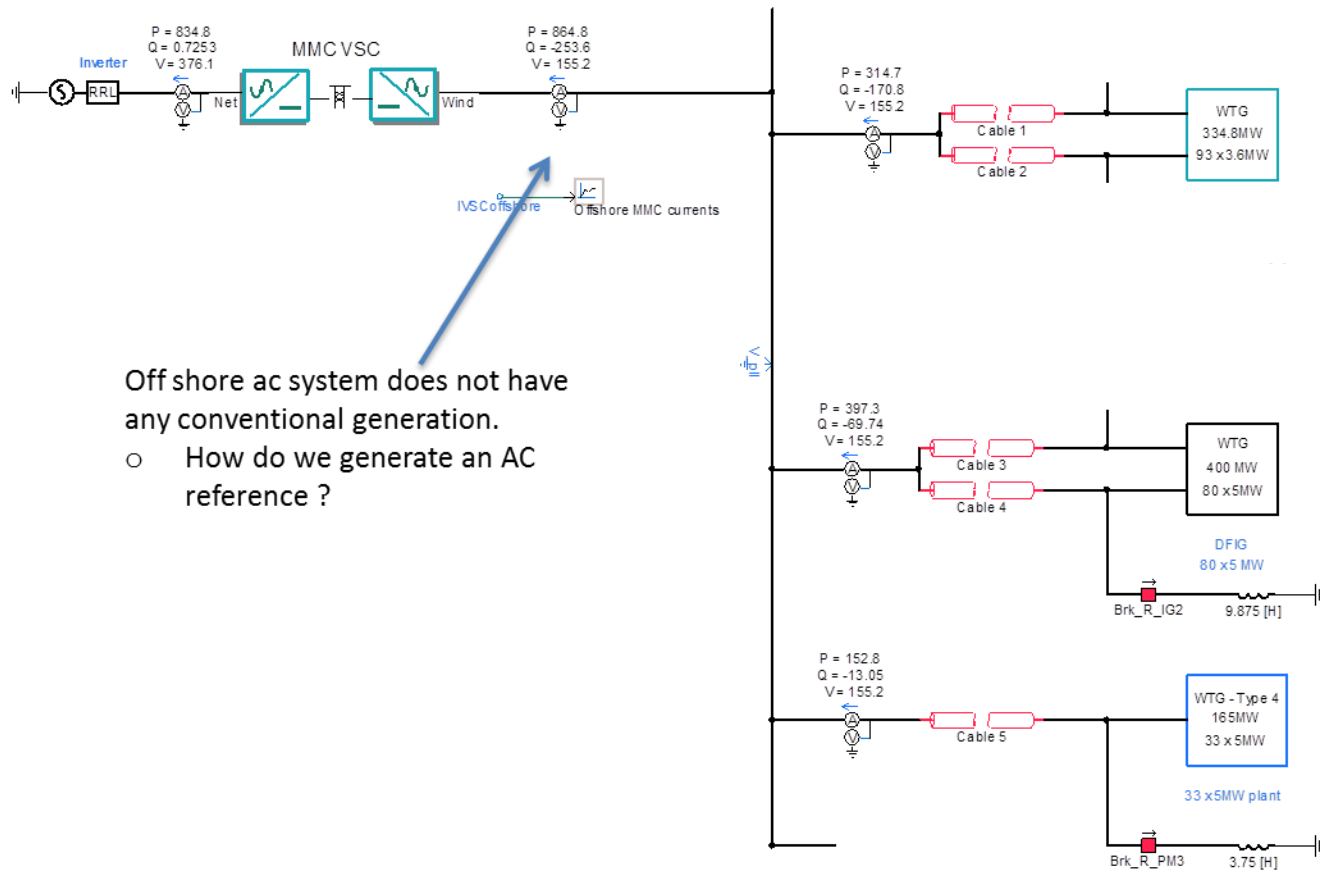 P = 834.8
Q = 0.7253
V = 376.1
Inverter
MMC VSC
P = 864.8
Q = -253.6
V = 155.2
S
RRL
A
V
Net
Wind
A
V
P = 314.7
Q = -170.8
V = 155.2
A
V
Cable 1
Cable 2
WTG
334.8MW
93 x3.6MW
IVSCoffshore
Offshore MMC currents
V_pll
Off shore ac system does not have
any conventional generation.
o How do we generate an AC
reference ?
P = 397.3
Q = -69.74
V = 155.2
A
V
Cable 3
Cable 4
WTG
400 MW
80 x5MW
DFIG
80 x5 MW
Brk_R_IG2
9.875 [H]
P = 152.8
Q = -13.05
V = 155.2
A
V
Cable 5
WTG - Type 4
165MW
33 x 5MW
33 x5MW plant
Brk_R_PM3
3.75 [H]